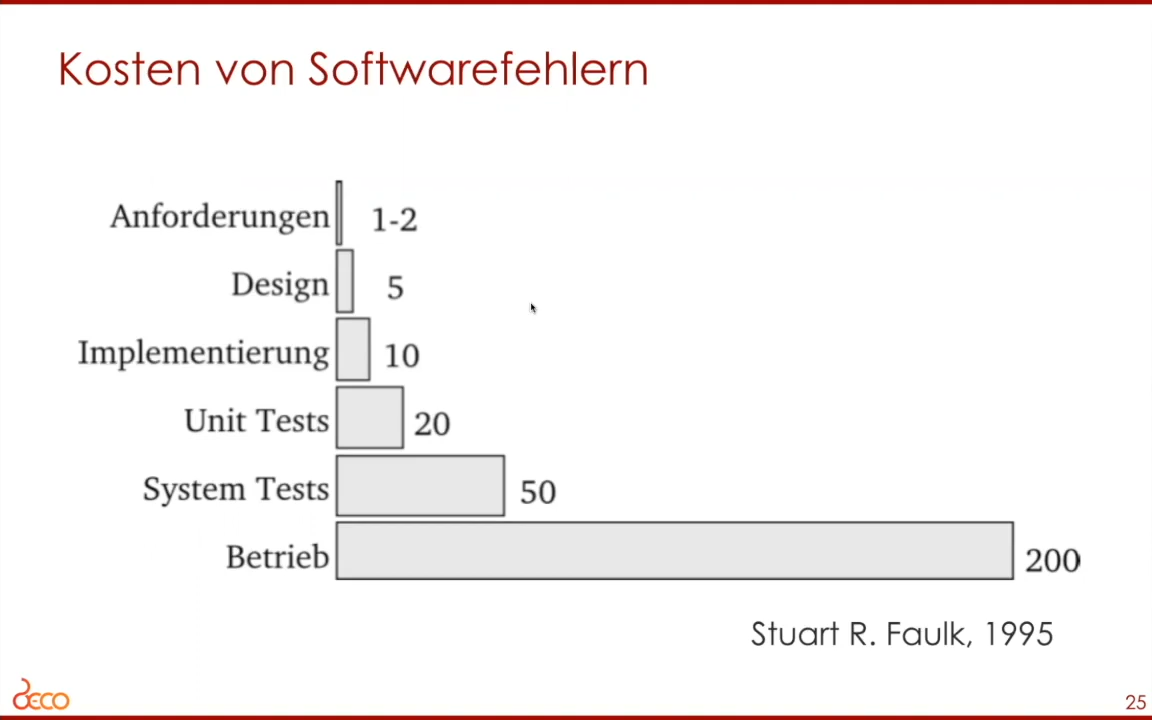 Kosten von Softwarefehlern
Anforderungen 1-2
Design 5
Implementierung 10
Unit Tests 20
System Tests 50
Betrieb 200
Stuart R. Faulk, 1995
deco
25